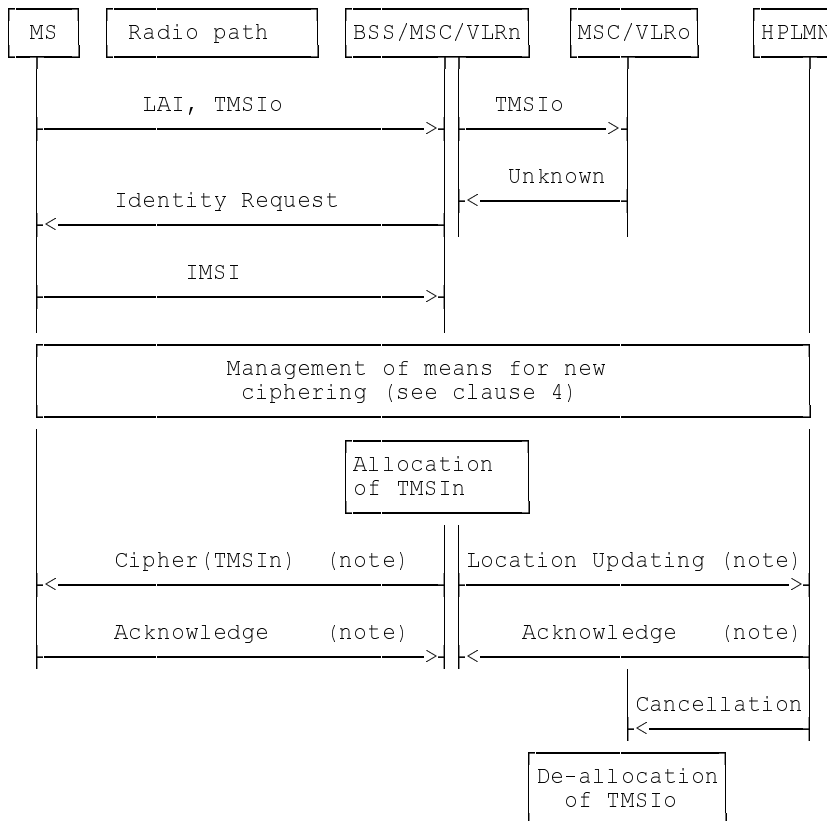 MS Radio path BSS/MSC/VLRn MSC/VLRo HPLMN
LAI, TMSIo TMSIo
Unknown
Identity Request
IMSI
Management of means for new
ciphering (see clause 4)
Allocation
of TMSIn
Cipher(TMSIn) (note) Location Updating (note)
Acknowledge (note) Acknowledge (note)
Cancellation
De-allocation
of TMSIo